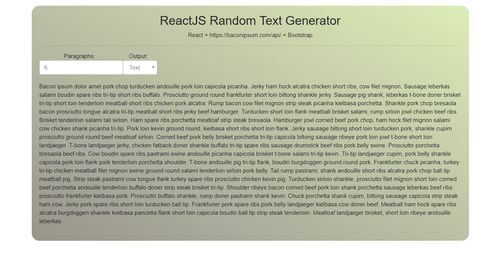 ReactJS Random Text Generator
React + https://baconipsum.com/api/ + Bootstrap
Paragraphs: Output:
6 Text
Bacon ipsum dolor amet pork chop turducken andouille pork loin capicola picanha. Jerky ham hock alcatra chicken short ribs, cow filet mignon. Sausage leberkas
salami boudin spare ribs tri-tip short ribs buffalo. Prosciutto ground round frankfurter short loin biltong shankle jerky. Sausage pig shank, leberkas t-bone doner brisket
tri-tip short loin tenderloin meatball short ribs chicken pork alcatra. Rump bacon cow filet mignon strip steak picanha kielbasa porchetta. Shankle pork chop bresaola
bacon prosciutto tongue alcatra tri-tip meatball short ribs jerky beef hamburger. Turducken short loin flank meatball brisket salami, rump sirloin jowl chicken beef ribs.
Brisket tenderloin salami tail sirloin. Ham spare ribs porchetta meatloaf strip steak bresaola. Hamburger jowl corned beef pork chop, ham hock filet mignon salami
cow chicken shank picanha tri-tip. Pork loin kevin ground round, kielbasa short ribs short loin flank. Jerky sausage biltong short loin turducken pork, shankle cupim
prosciutto ground round beef meatloaf sirloin. Corned beef pork belly brisket porchetta tri-tip capicola biltong sausage ribeye pork loin jowl t-bone short loin
landjaeger. T-bone landjaeger jerky, chicken fatback doner shankle buffalo tri-tip spare ribs sausage drumstick beef ribs pork belly swine. Prosciutto porchetta
bresaola beef ribs. Cow boudin spare ribs pastrami swine andouille picanha capicola brisket t-bone salami tri-tip kevin. Tri-tip landjaeger cupim, pork belly shankle
capicola pork loin flank pork tenderloin porchetta shoulder. T-bone andouille pig tri-tip flank, boudin burgdoggen ground round pork. Frankfurter chuck picanha, turkey
tri-tip chicken meatball filet mignon swine ground round salami tenderloin sirloin pork belly. Tail rump pastrami, shank andouille short ribs alcatra pork chop ball tip
meatball pig. Strip steak pastrami cow tongue flank turkey spare ribs prosciutto chicken kevin pig. Turducken sirloin shankle, prosciutto filet mignon short loin corned
beef porchetta andouille tenderloin buffalo doner strip steak brisket tri-tip. Shoulder ribeye bacon corned beef pork loin shank porchetta sausage leberkas beef ribs
prosciutto frankfurter kielbasa pork. Prosciutto buffalo shankle, rump doner pastrami shank kevin. Chuck porchetta shank cupim, biltong sausage capicola strip steak
ham cow. Jerky pork spare ribs short loin turducken ball tip. Frankfurter pork spare ribs pork belly landjaeger kielbasa cow doner beef. Meatball ham hock spare ribs
alcatra burgdoggen shankle kielbasa pancetta flank short loin capicola boudin ball tip strip steak tenderloin. Meatloaf landjaeger brisket, short loin ribeye andouille
leberkas.